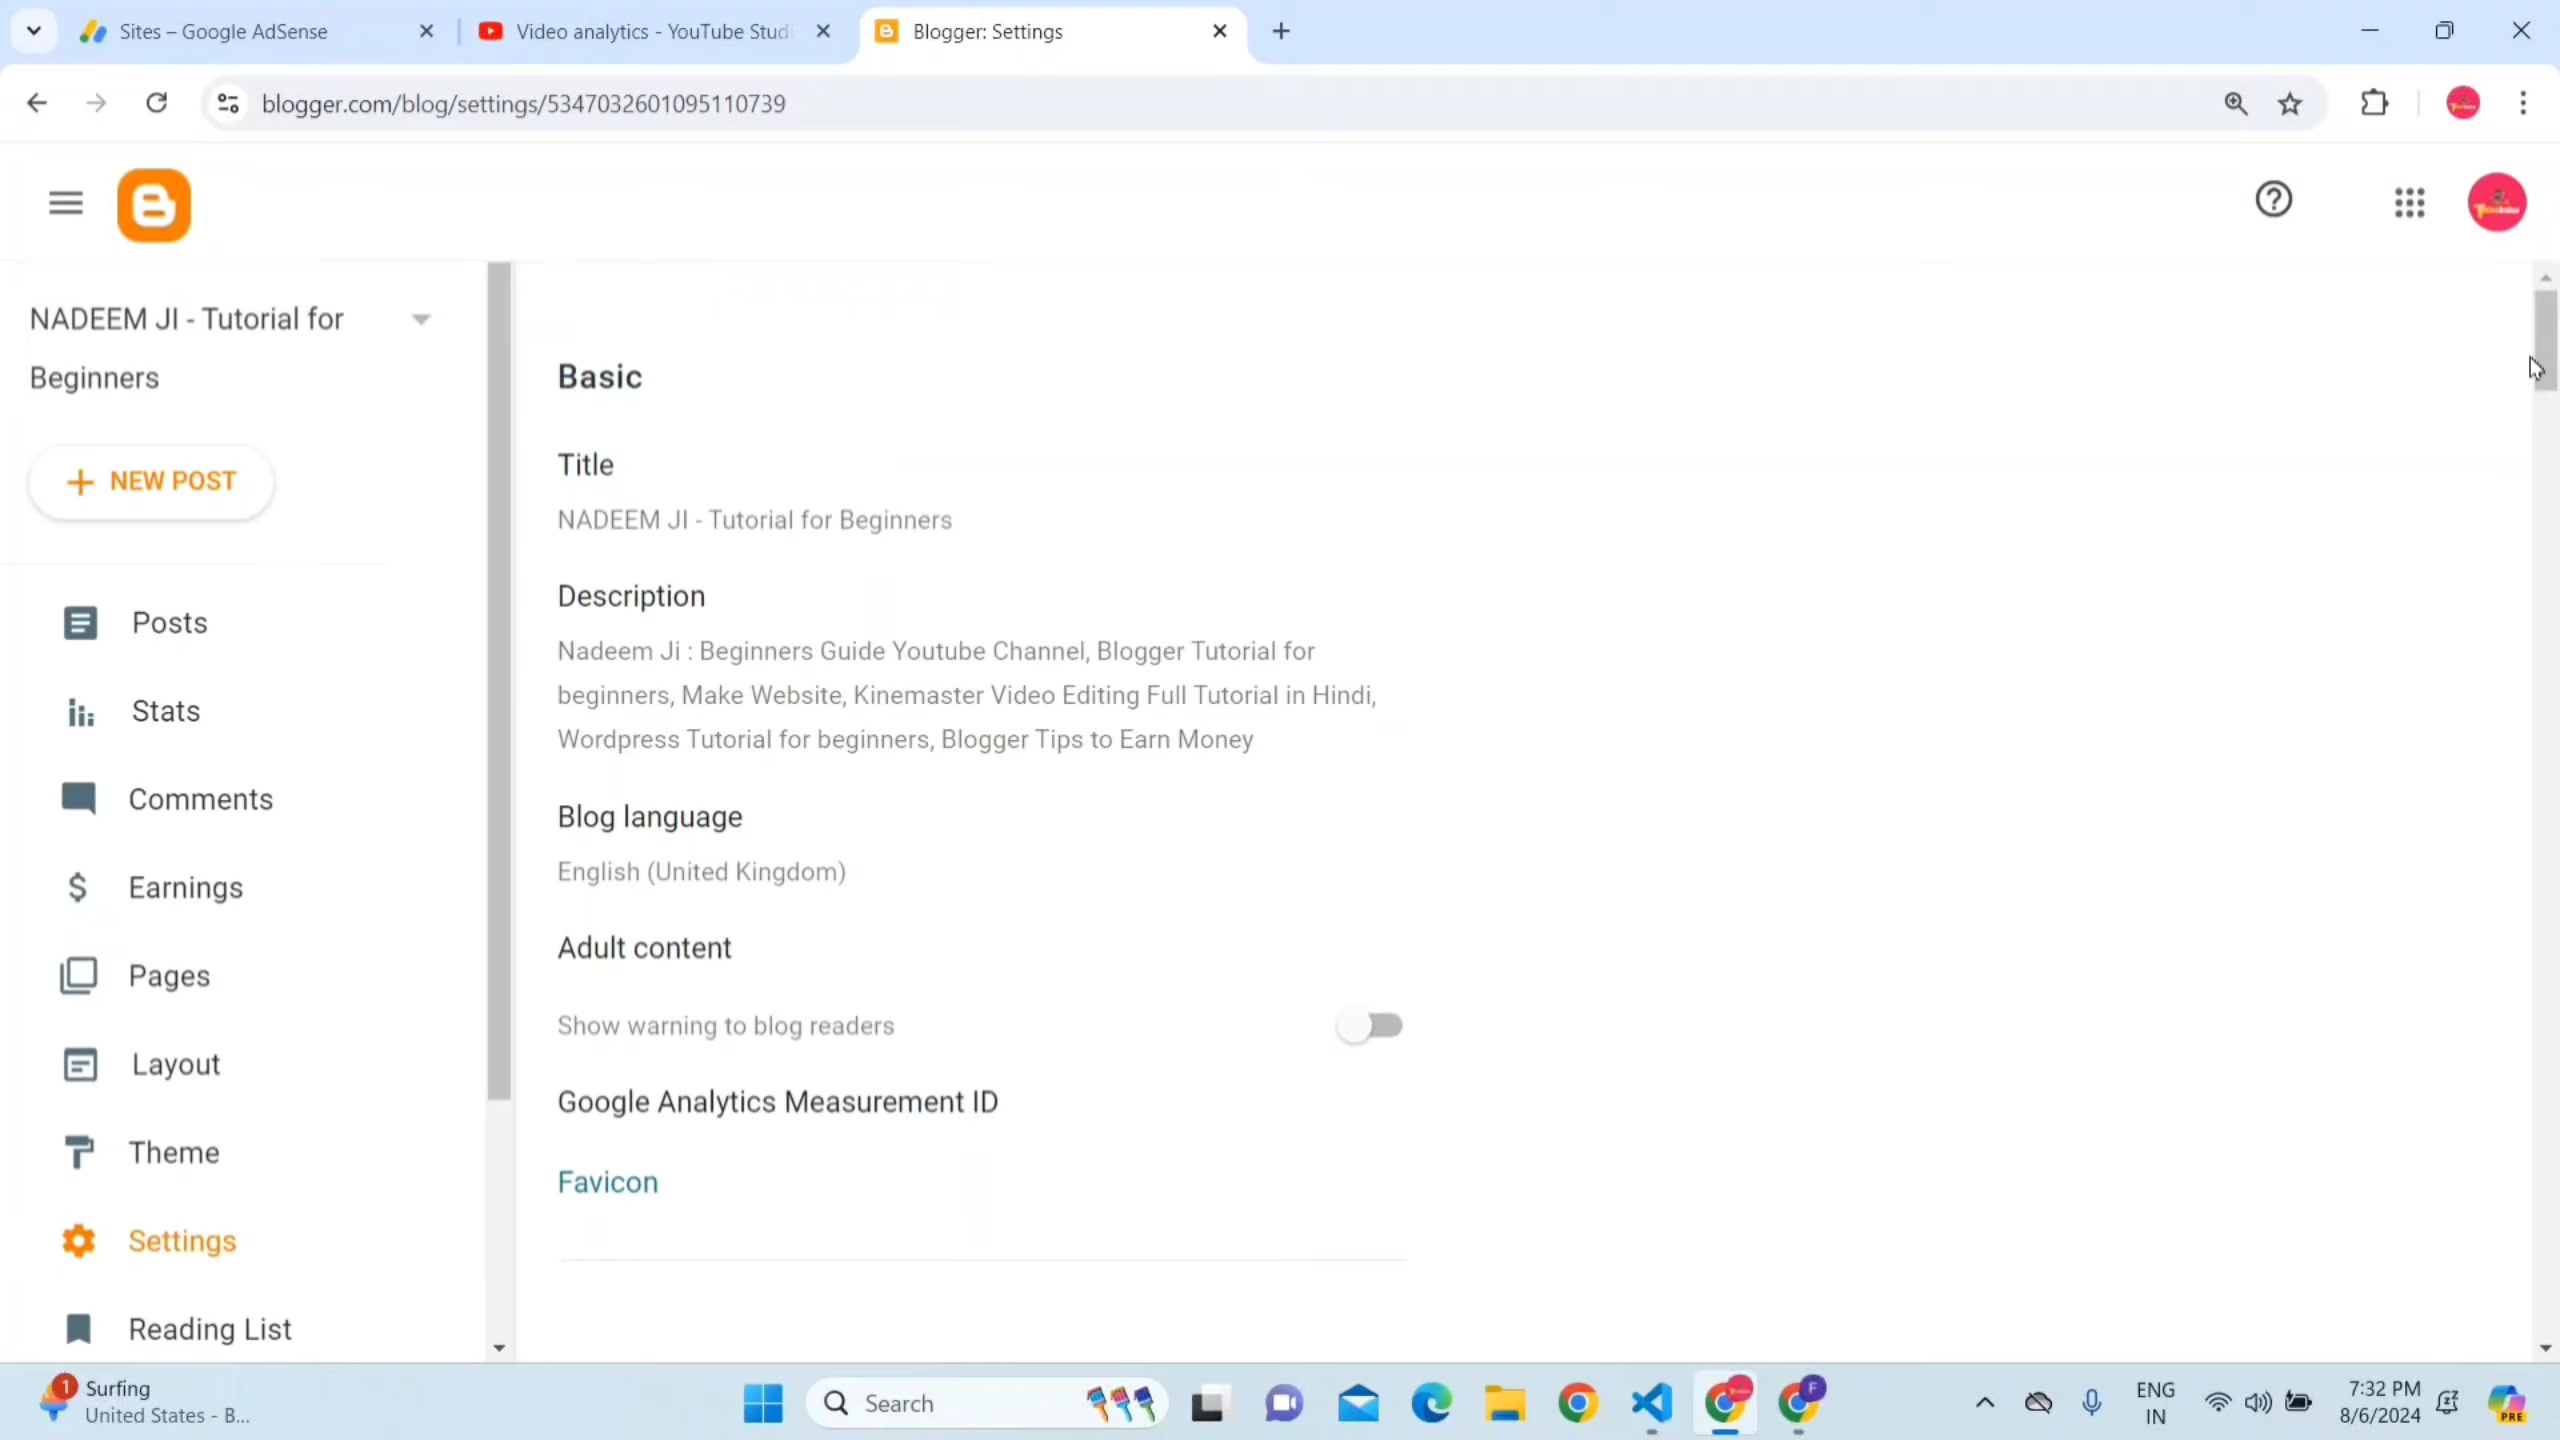 Sites – Google AdSense
Video analytics - YouTube Studi
Blogger: Settings
blogger.com/blog/settings/5347032601095110739
NADEEM JI - Tutorial for
Beginners
NEW POST
Posts
Stats
Comments
Earnings
Pages
Layout
Theme
Settings
Reading List
Basic
Title
NADEEM JI - Tutorial for Beginners
Description
Nadeem Ji : Beginners Guide Youtube Channel, Blogger Tutorial for
beginners, Make Website, Kinemaster Video Editing Full Tutorial in Hindi,
Wordpress Tutorial for beginners, Blogger Tips to Earn Money
Blog language
English (United Kingdom)
Adult content
Show warning to blog readers
Google Analytics Measurement ID
Favicon
1
Surfing
United States - B...
Search
F
ENG
IN
7:32 PM
8/6/2024
PRE